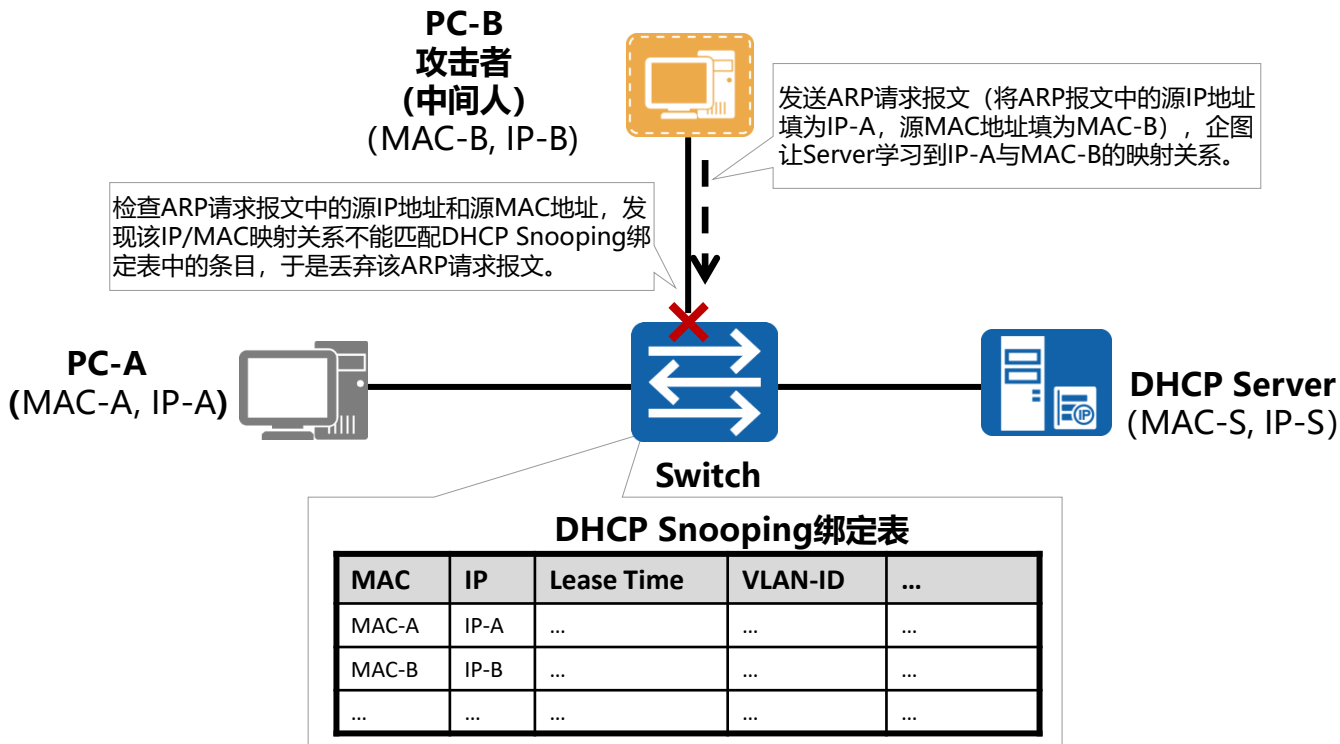 PC-B
攻击者
(中间人)
(MAC-B, IP-B)
发送ARP请求报文（将ARP报文中的源IP地址
填为IP-A，源MAC地址填为MAC-B），企图
让Server学习到IP-A与MAC-B的映射关系。
检查ARP请求报文中的源IP地址和源MAC地址，发
现该IP/MAC映射关系不能匹配DHCP Snooping绑
定表中的条目，于是丢弃该ARP请求报文。
PC-A
(MAC-A, IP-A)
IP
DHCP Server
(MAC-S, IP-S)
Switch
DHCP Snooping绑定表
MAC IP Lease Time VLAN-ID ...
MAC-A IP-A ... ... ...
MAC-B IP-B ... ... ...
... ... ... ... ...